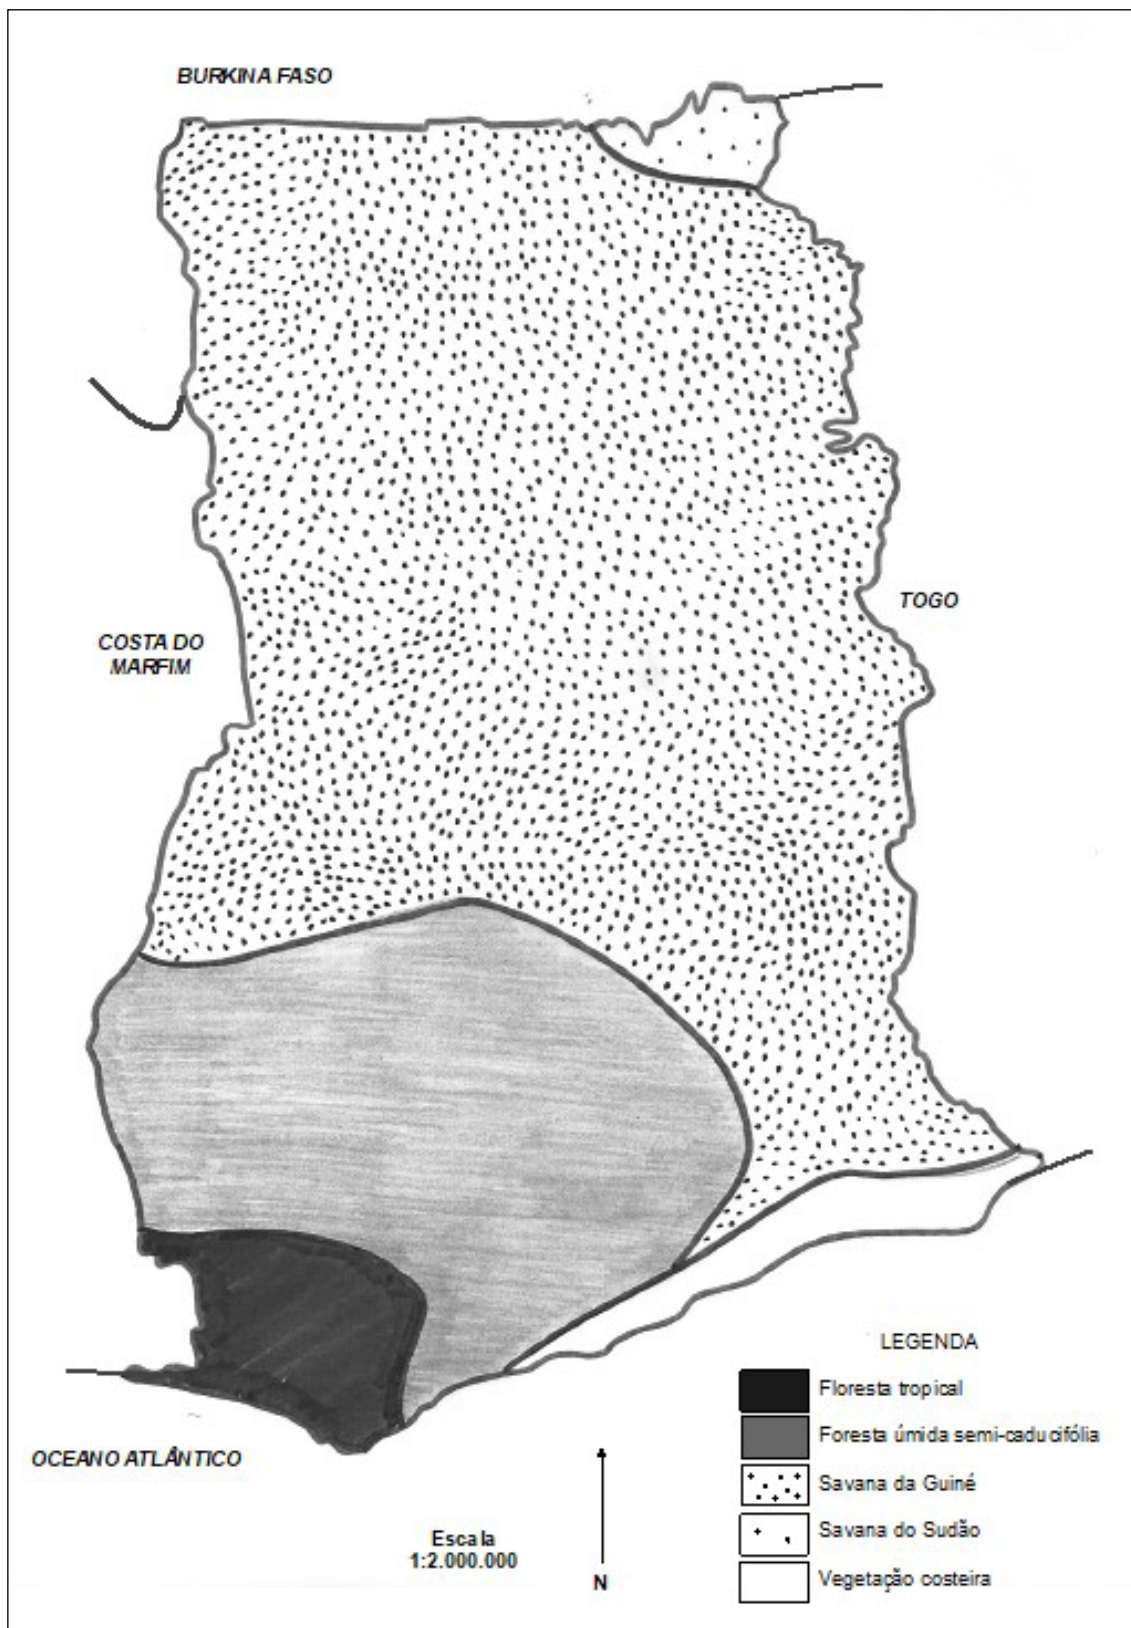 BURKINA FASO
TOGO
COSTA DO
MARFIM
LEGENDA
Floresta tropical
Foresta úmida semi-caducifólia
Savana da Guiné
Savana do Sudão
Vegetação costeira
OCEANO ATLÂNTICO
Escala
1:2.000.000
N